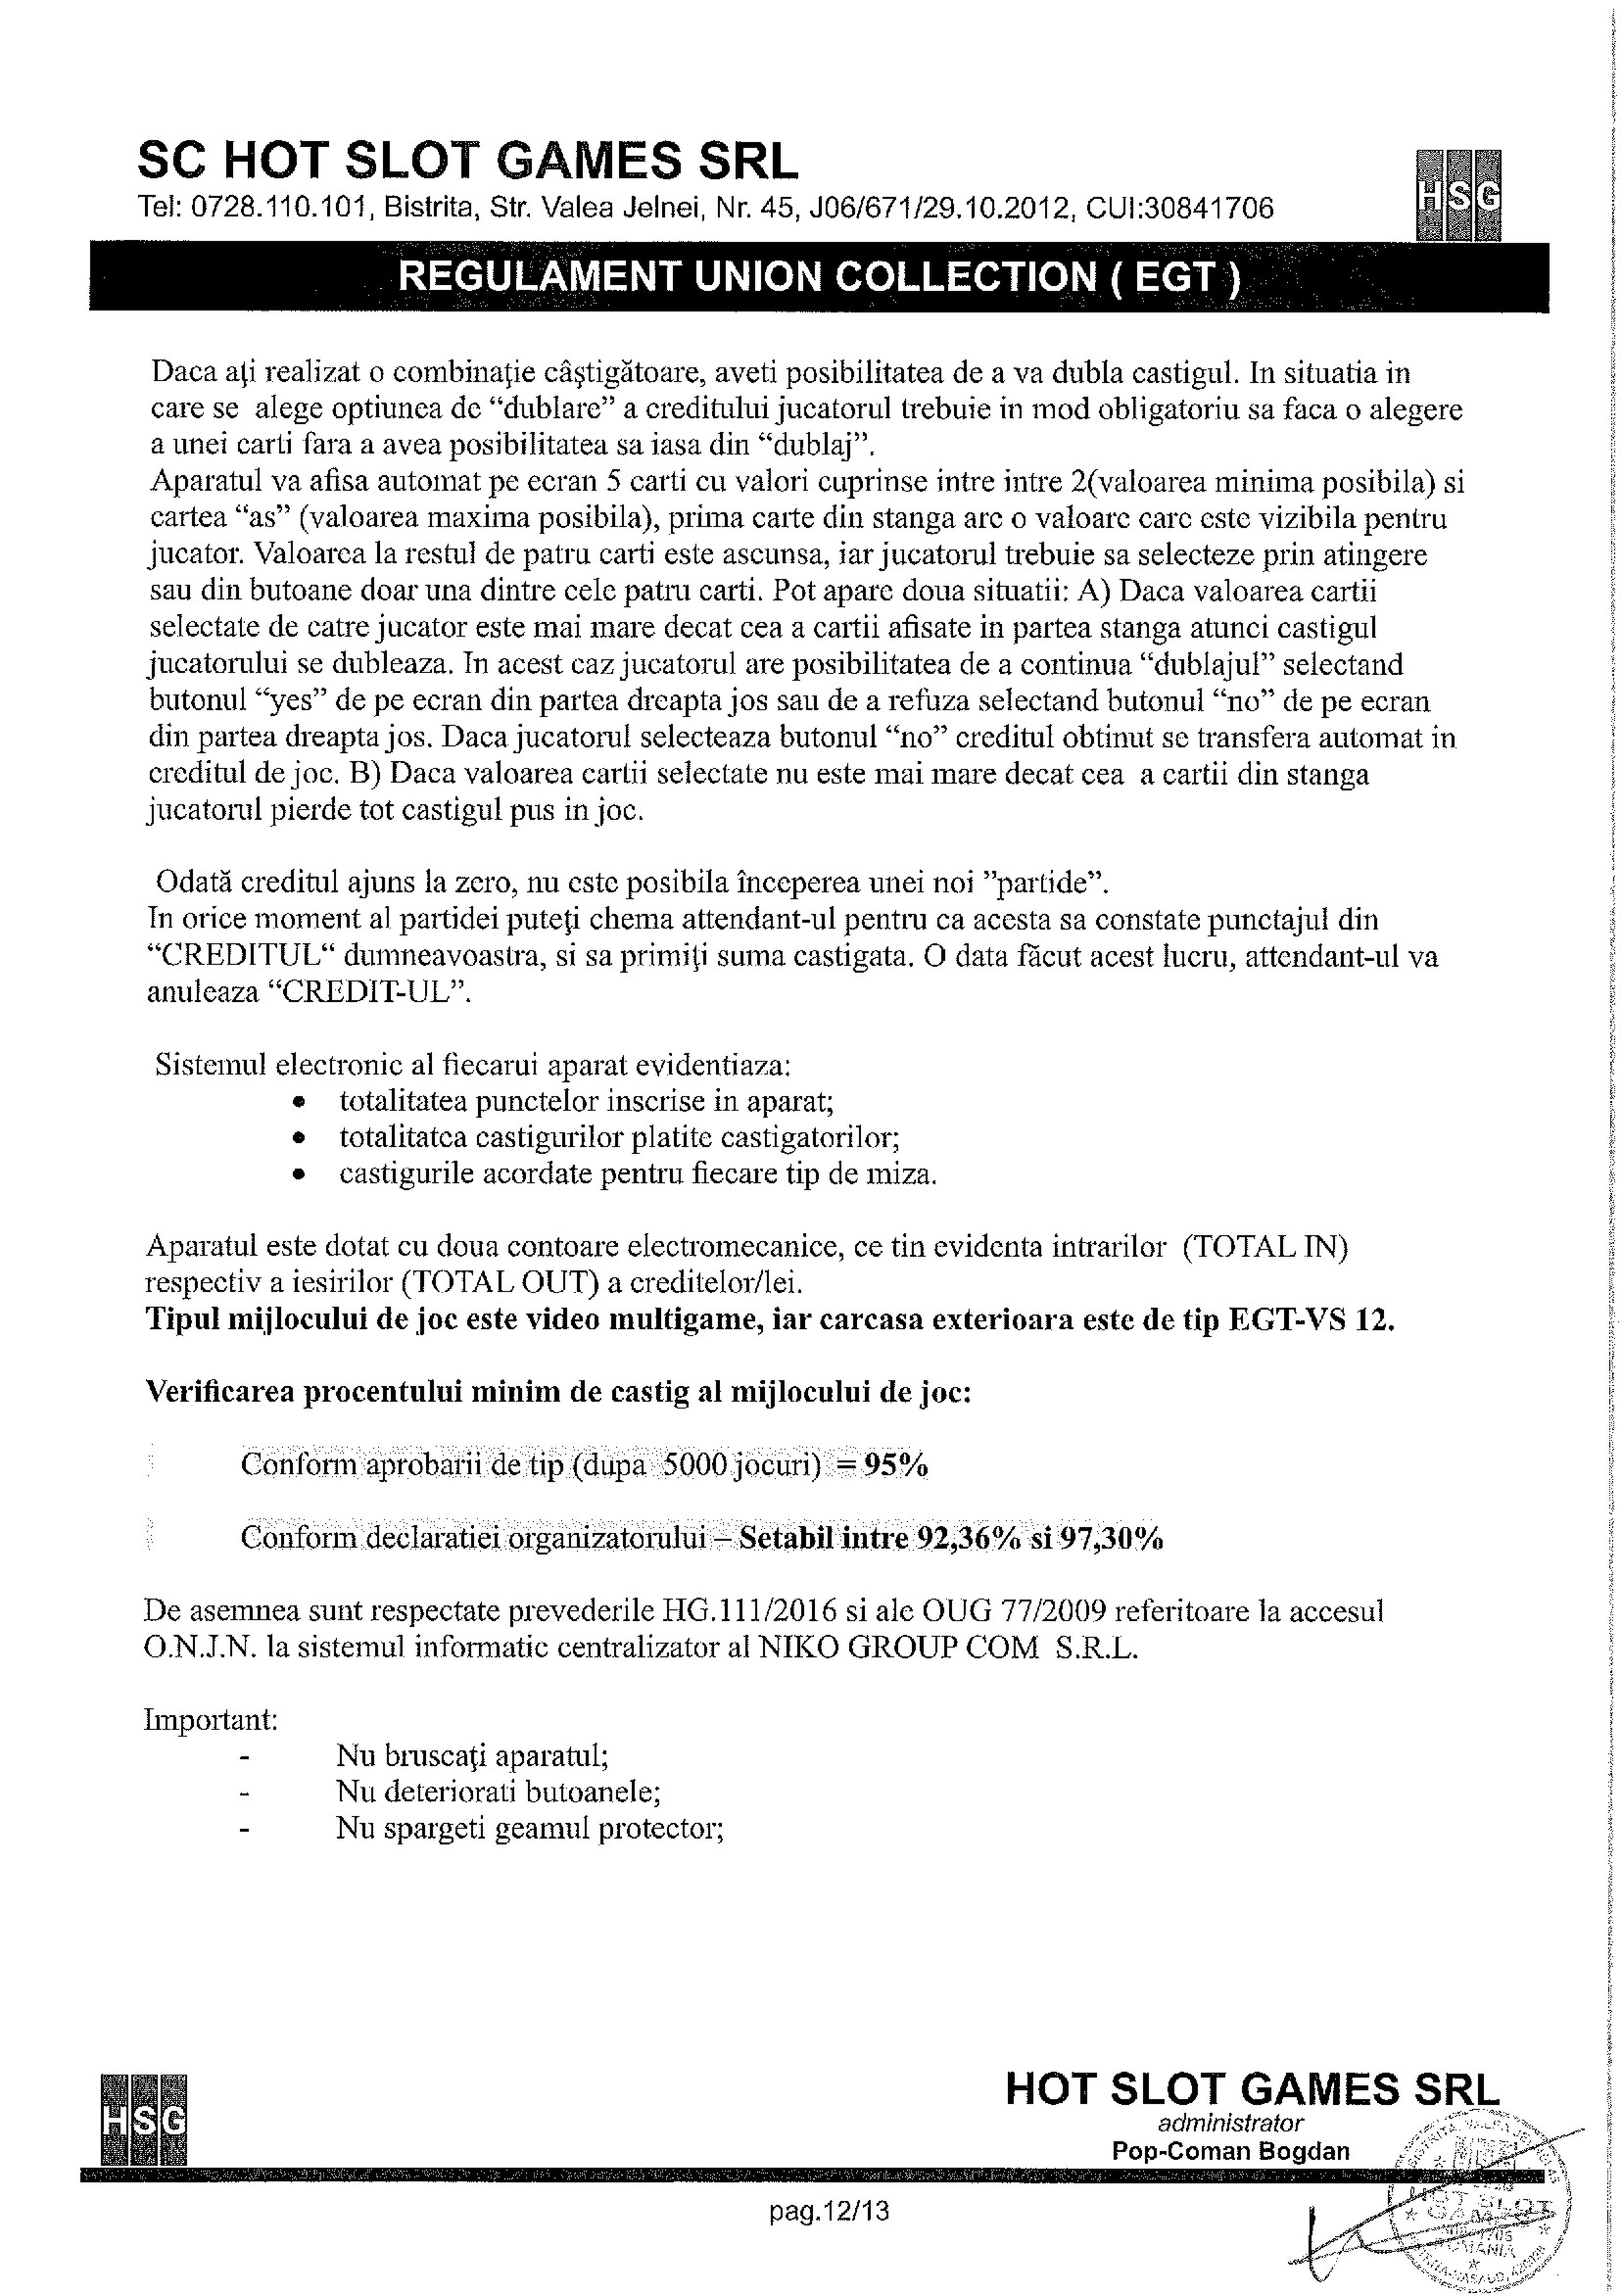 SC HOT SLOT GAMES SRL
Tel: 0728.110.101, Bistrita, Str. Valea Jelnei, Nr. 45, J06/671/29.10.2012, CUI:30841706
HSG
REGULAMENT UNION COLLECTION ( EGT )
Daca aţi realizat o combinaţie câştigătoare, aveti posibilitatea de a va dubla castigul. In situatia in
care se alege optiunea de “dublare” a creditului jucatorul trebuie in mod obligatoriu sa faca o alegere
a unei carti fara a avea posibilitatea sa iasa din “dublaj”.
Aparatul va afisa automat pe ecran 5 carti cu valori cuprinse intre intre 2(valoarea minima posibila) si
cartea “as” (valoarea maxima posibila), prima carte din stanga are o valoare care este vizibila pentru
jucator. Valoarea la restul de patru carti este ascunsa, iar jucatorul trebuie sa selecteze prin atingere
sau din butoane doar una dintre cele patru carti. Pot apare doua situatii: A) Daca valoarea cartii
selectate de catre jucator este mai mare decat cea a cartii afisate in partea stanga atunci castigul
jucatorului se dubleaza. In acest caz jucatorul are posibilitatea de a continua “dublajul” selectand
butonul “yes” de pe ecran din partea dreapta jos sau de a refuza selectand butonul “no” de pe ecran
din partea dreapta jos. Daca jucatorul selecteaza butonul “no” creditul obtinut se transfera automat in
creditul de joc. B) Daca valoarea cartii selectate nu este mai mare decat cea a cartii din stanga
jucatorul pierde tot castigul pus in joc.
Odată creditul ajuns la zero, nu este posibila începerea unei noi ”partide”.
In orice moment al partidei puteţi chema attendant-ul pentru ca acesta sa constate punctajul din
“CREDITUL“ dumneavoastra, si sa primiţi suma castigata. O data făcut acest lucru, attendant-ul va
anuleaza “CREDIT-UL”.
Sistemul electronic al fiecarui aparat evidentiaza:
• totalitatea punctelor inscrise in aparat;
• totalitatea castigurilor platite castigatorilor;
• castigurile acordate pentru fiecare tip de miza.
Aparatul este dotat cu doua contoare electromecanice, ce tin evidenta intrarilor (TOTAL IN)
respectiv a iesirilor (TOTAL OUT) a creditelor/lei.
Tipul mijlocului de joc este video multigame, iar carcasa exterioara este de tip EGT-VS 12.
Verificarea procentului minim de castig al mijlocului de joc:
Conform aprobarii de tip (dupa 5000 jocuri) = 95%
Conform declaratiei organizatorului – Setabil intre 92,36% si 97,30%
De asemnea sunt respectate prevederile HG.111/2016 si ale OUG 77/2009 referitoare la accesul
O.N.J.N. la sistemul informatic centralizator al NIKO GROUP COM S.R.L.
Important:
- Nu bruscaţi aparatul;
- Nu deteriorati butoanele;
- Nu spargeti geamul protector;
HSG
HOT SLOT GAMES SRL
administrator
Pop-Coman Bogdan
pag.12/13
HOT SLOT
GAMES
ROMANIA